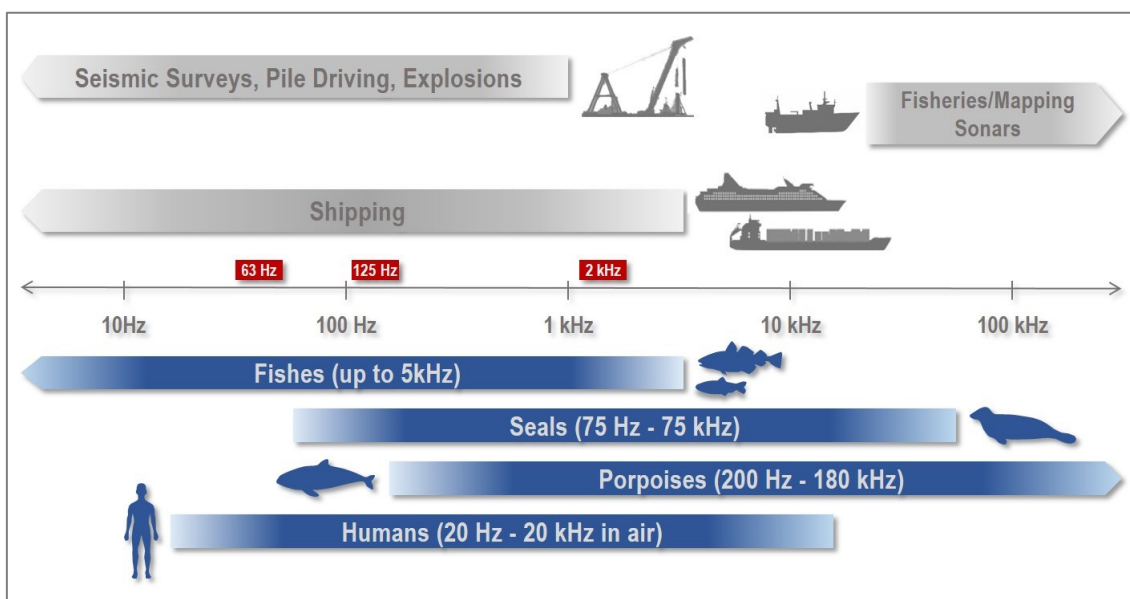 Seismic Surveys, Pile Driving, Explosions
Fisheries/Mapping
Sonars
Shipping
63 Hz
125 Hz
2 kHz
10Hz
100 Hz
1 kHz
10 kHz
100 kHz
Fishes (up to 5kHz)
Seals (75 Hz - 75 kHz)
Porpoises (200 Hz - 180 kHz)
Humans (20 Hz - 20 kHz in air)